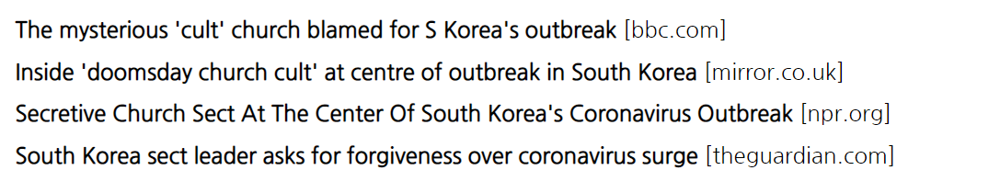 The mysterious 'cult' church blamed for S Korea's outbreak [bbc.com]
Inside 'doomsday church cult' at centre of outbreak in South Korea [mirror.co.uk]
Secretive Church Sect At The Center Of South Korea's Coronavirus Outbreak [npr.org]
South Korea sect leader asks for forgiveness over coronavirus surge [theguardian.com]